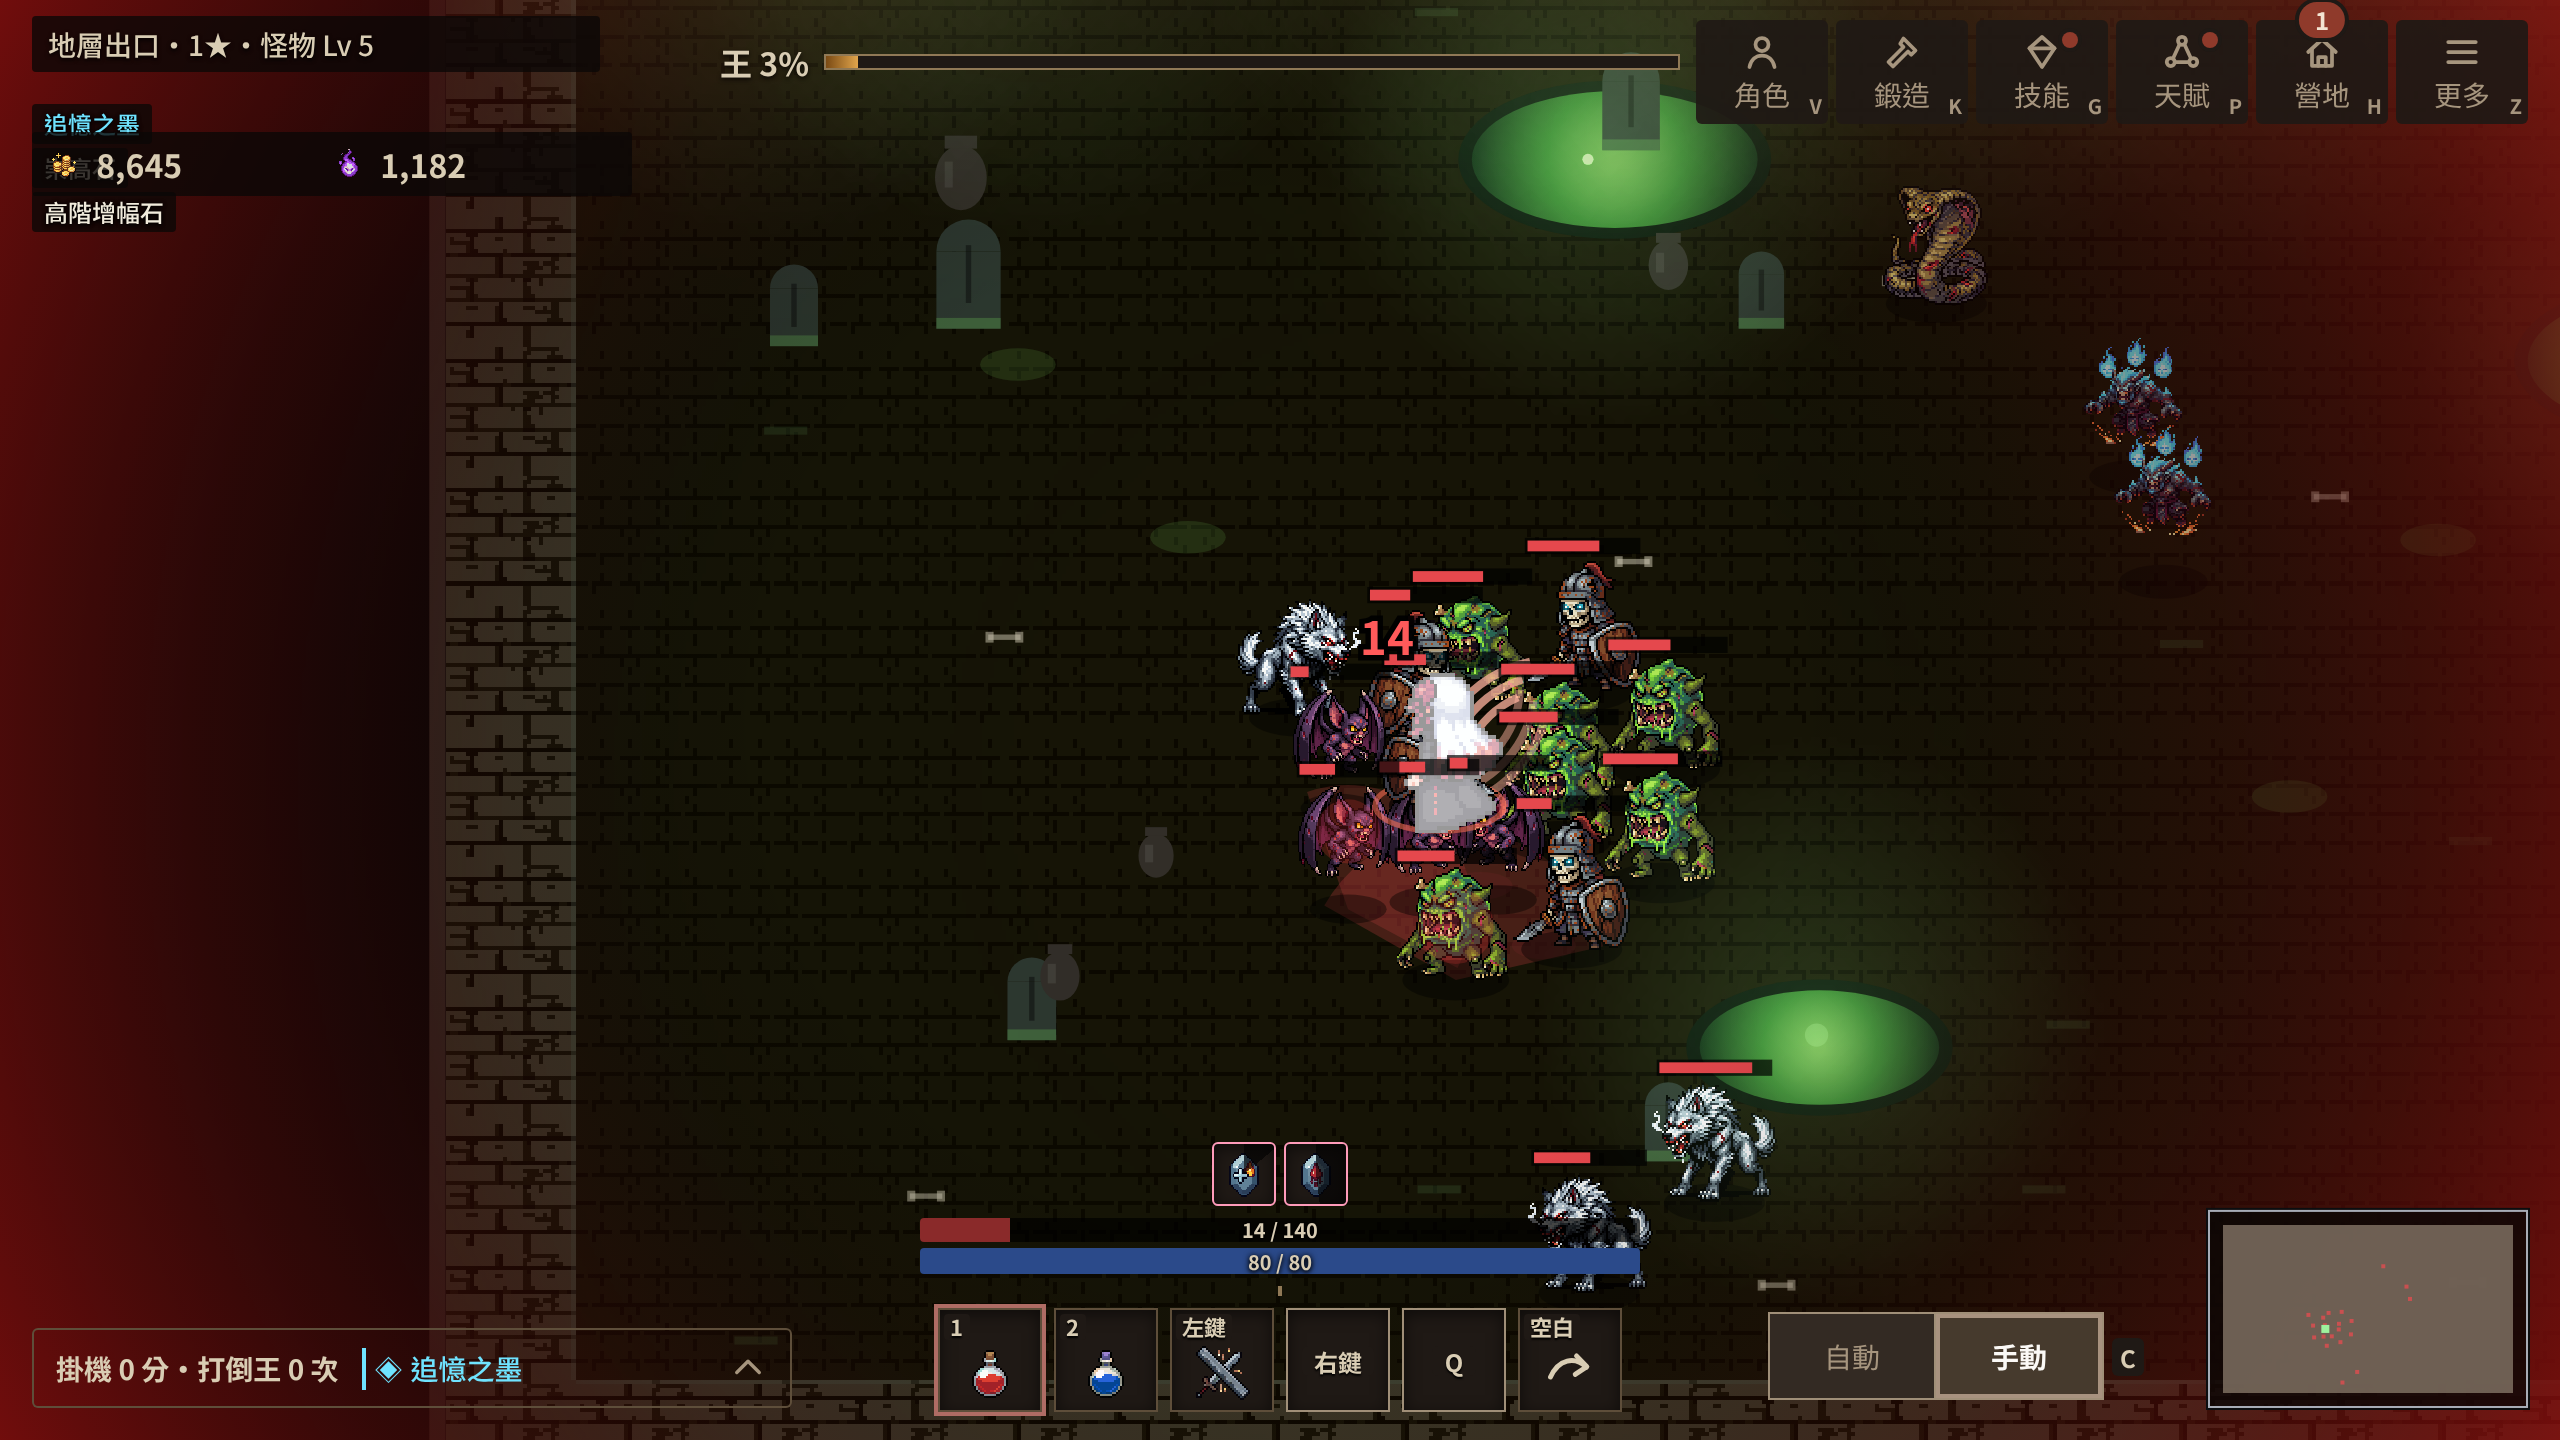 地層出口・1★・怪物 Lv 5
王 3%
1
角色 V
鍛造 K
技能 G
天賦 P
營地 H
更多 Z
追憶之墨
8,645
1,182
高階增幅石
14
14 / 140
80 / 80
1
2
左鍵
右鍵
Q
空白
掛機 0 分・打倒王 0 次
◈ 追憶之墨
自動
手動
C